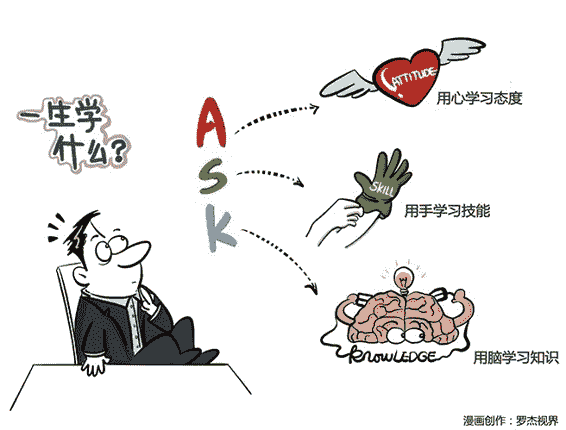 一生学
什么?
A
ATTITUDE
用心学习态度
S
SKILL
用手学习技能
K
KNOWLEDGE
用脑学习知识
漫画创作：罗杰视界